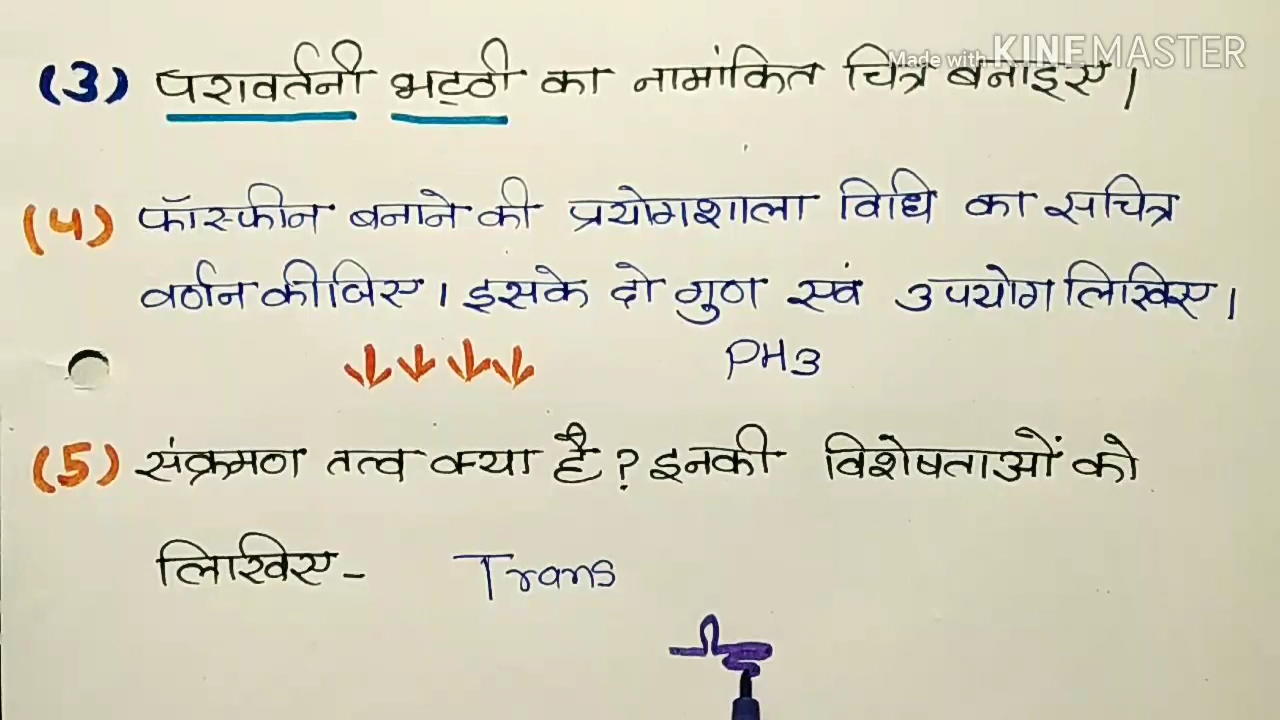 Made with KINEMASTER
(3) परावर्तनी भट्ठी का नामांकित चित्र बनाइए।
(4) फॉस्फीन बनाने की प्रयोगशाला विधि का सचित्र
वर्णन कीजिए। इसके दो गुण एवं उपयोग लिखिए।
PH3
(5) संक्रमण तत्व क्या है? इनकी विशेषताओं को
लिखिए-
Trans